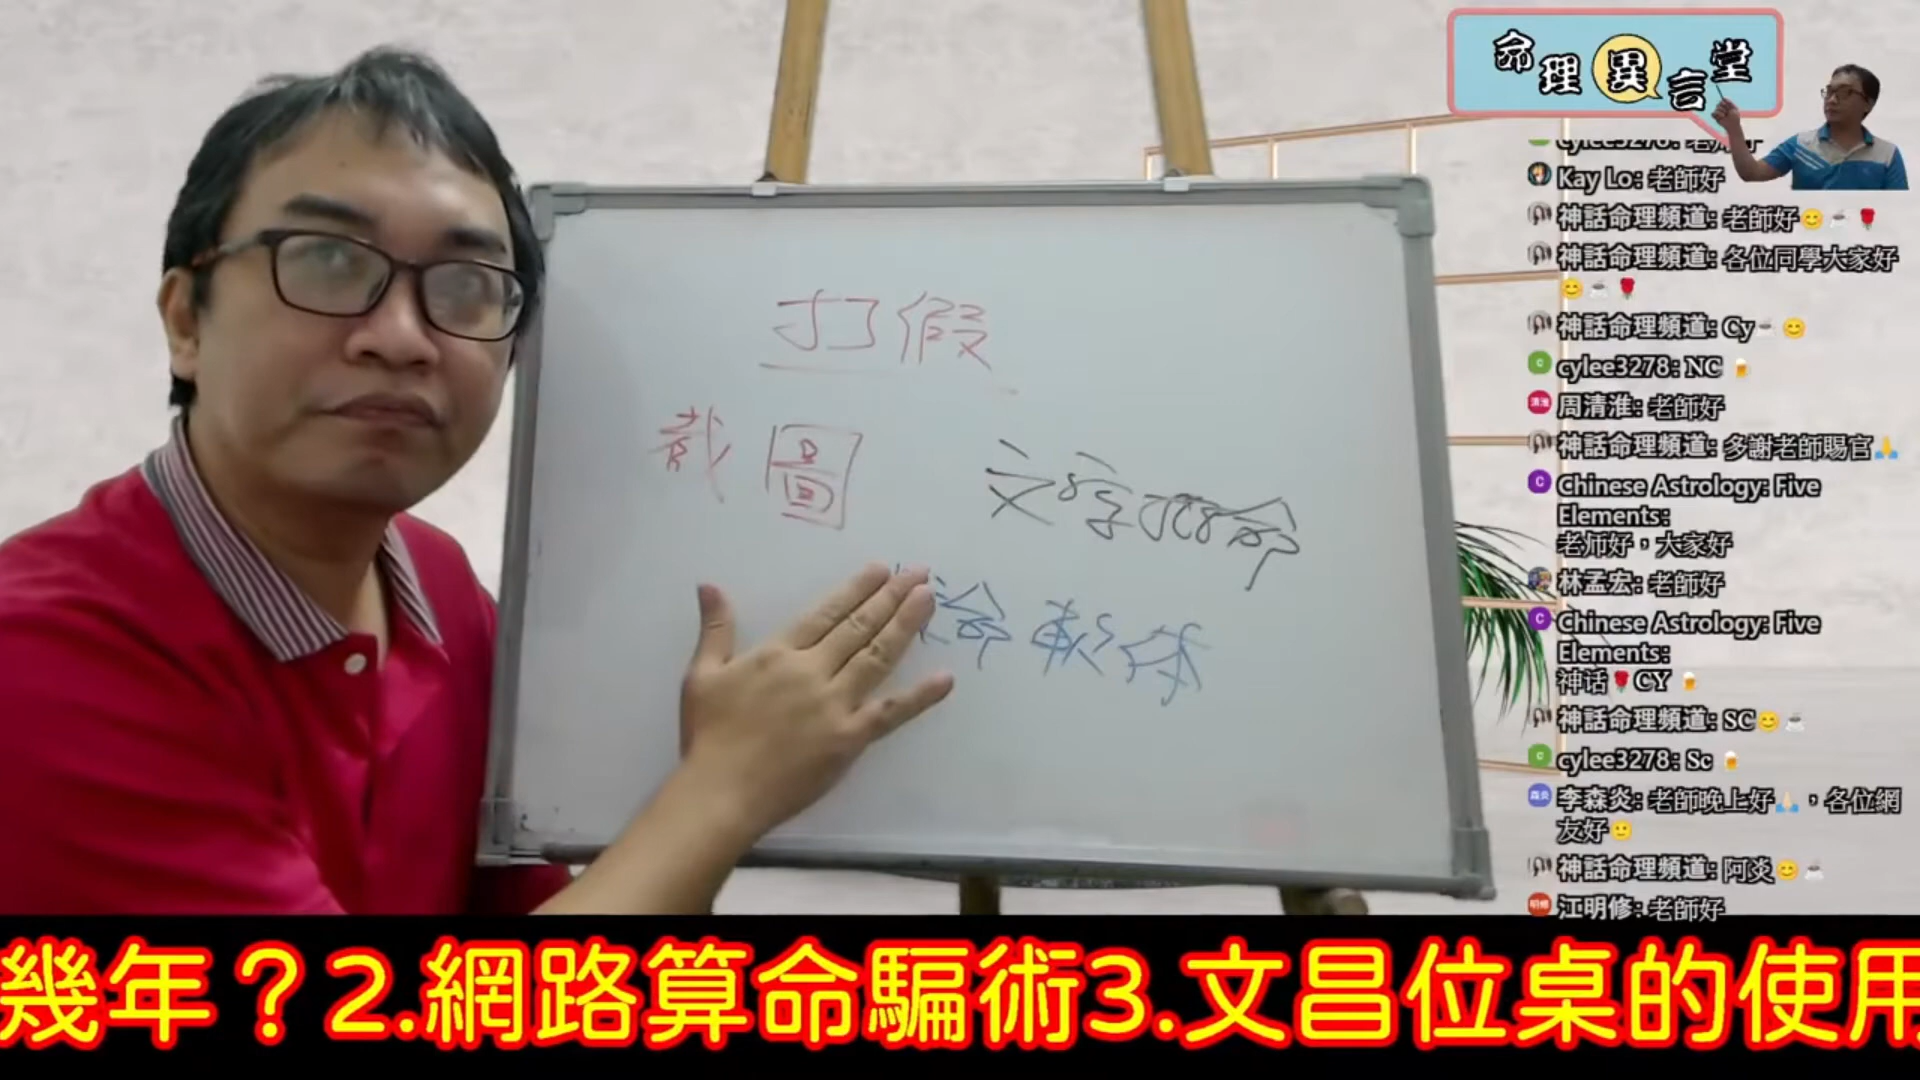 命理異言堂
打假
截圖
文字批命
論命軟体
cylee3278: 老師好
Kay Lo: 老師好
神話命理頻道: 老師好😊☕🌹
神話命理頻道: 各位同學大家好
😊☕🌹
神話命理頻道: Cy☕😊
cylee3278: NC 🍺
周清淮: 老師好
神話命理頻道: 多謝老師賜官🙏
Chinese Astrology: Five
Elements:
老师好，大家好
林孟宏: 老師好
Chinese Astrology: Five
Elements:
神话🌹CY 🍺
神話命理頻道: SC😊☕
cylee3278: Sc 🍺
李森炎: 老師晚上好🙏🏻，各位網
友好🙂
神話命理頻道: 阿炎😊☕
江明修: 老師好
幾年？2.網路算命騙術3.文昌位桌的使用